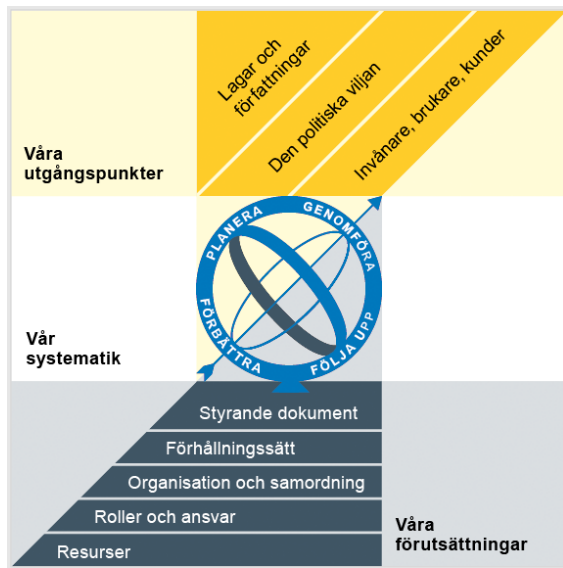 Lagar och
författningar
Den politiska viljan
Invånare, brukare, kunder
Våra
utgångspunkter
PLANERA
GENOMFÖRA
FÖRBÄTTRA
FÖLJA UPP
Vår
systematik
Styrande dokument
Förhållningssätt
Organisation och samordning
Roller och ansvar
Resurser
Våra
förutsättningar